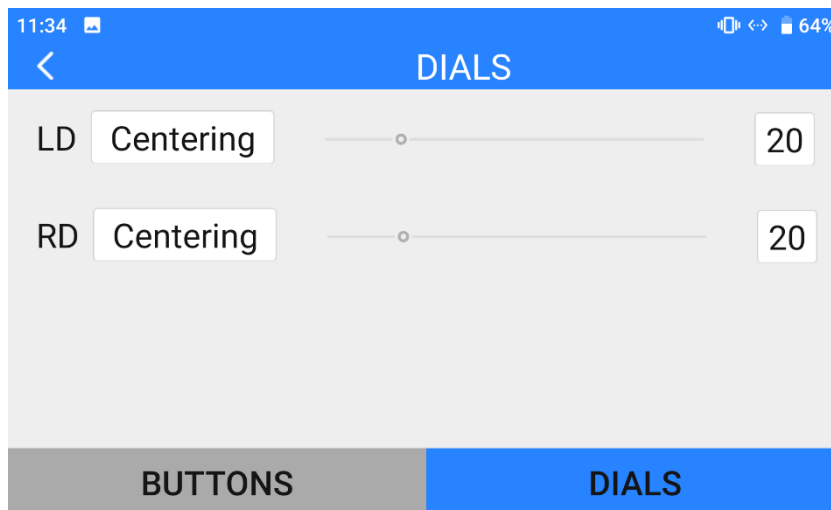 11:34 64%
DIALS
LD Centering 20
RD Centering 20
BUTTONS DIALS